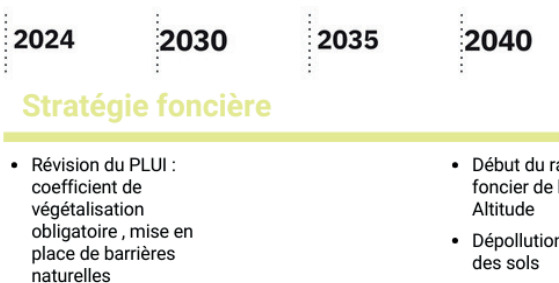 2024 2030 2035 2040
Stratégie foncière
• Révision du PLUI :
coefficient de
végétalisation
obligatoire , mise en
place de barrières
naturelles
• Début du
foncier de
Altitude
• Dépollution
des sols